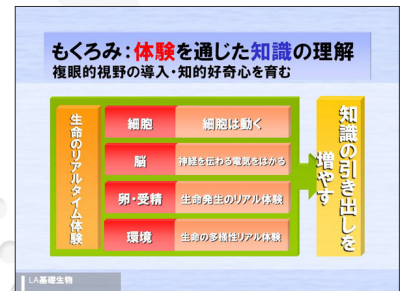 もくろみ：体験を通じた知識の理解
複眼的視野の導入・知的好奇心を育む
生命のリアルタイム体験
細胞
細胞は動く
脳
神経を伝わる電気をはかる
卵・受精
生命発生のリアル体験
環境
生命の多様性リアル体験
知識の引き出しを
増やす
LA基礎生物